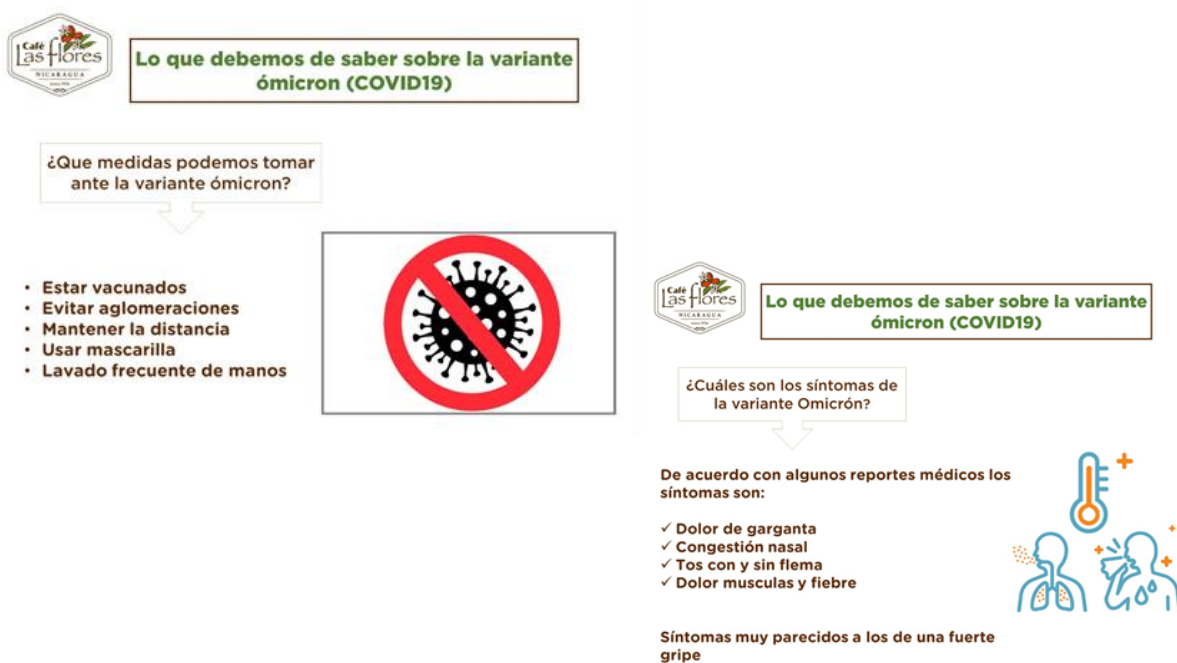 Café
Las flores
NICARAGUA
Lo que debemos de saber sobre la variante
ómicron (COVID19)
¿Que medidas podemos tomar
ante la variante ómicron?
• Estar vacunados
• Evitar aglomeraciones
• Mantener la distancia
• Usar mascarilla
• Lavado frecuente de manos
Café
Las flores
NICARAGUA
Lo que debemos de saber sobre la variante
ómicron (COVID19)
¿Cuáles son los síntomas de
la variante Omicrón?
De acuerdo con algunos reportes médicos los
síntomas son:
✓ Dolor de garganta
✓ Congestión nasal
✓ Tos con y sin flema
✓ Dolor musculas y fiebre
Síntomas muy parecidos a los de una fuerte
gripe